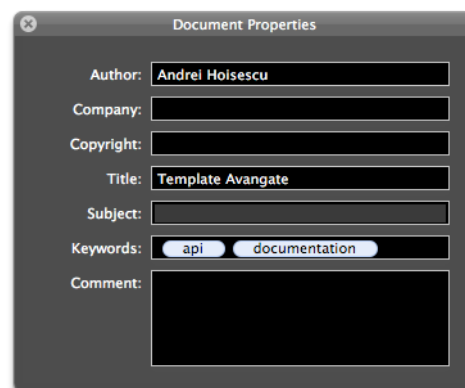 Document Properties
Author: Andrei Hoisescu
Company:
Copyright:
Title: Template Avangate
Subject:
Keywords: api documentation
Comment: